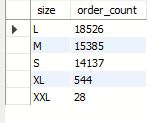 size order_count
L 18526
M 15385
S 14137
XL 544
XXL 28